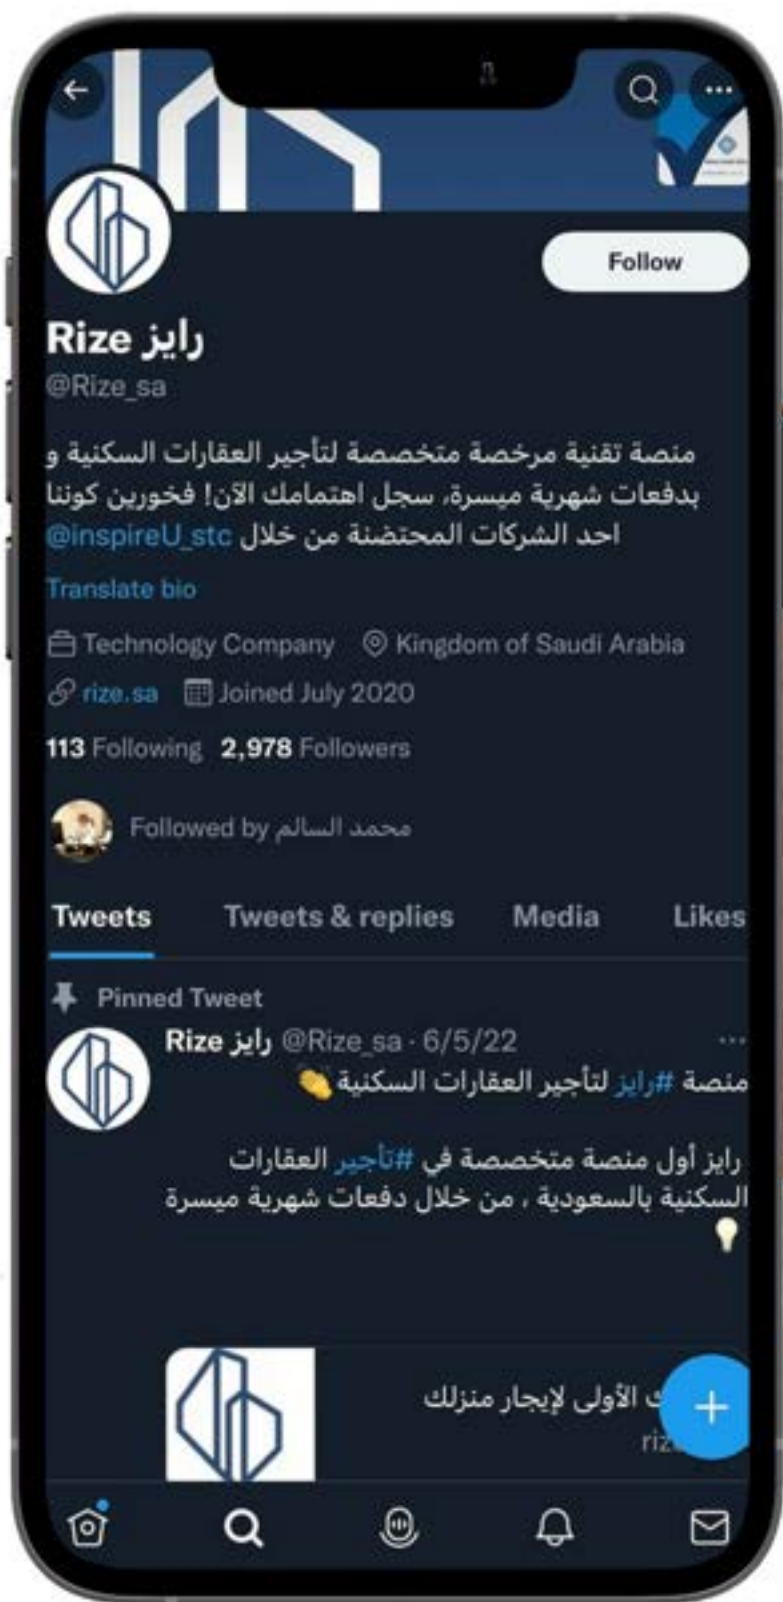 Follow
Rize رايز
@Rize_sa
منصة تقنية مرخصة متخصصة لتأجير العقارات السكنية و
بدفعات شهرية ميسرة، سجل اهتمامك الآن! فخورين كوننا
احد الشركات المحتضنة من خلال @inspireU_stc
Translate bio
Technology Company Kingdom of Saudi Arabia
rize.sa Joined July 2020
113 Following 2,978 Followers
Followed by محمد السالم
Tweets Tweets & replies Media Likes
Pinned Tweet
Rize رايز @Rize_sa · 6/5/22
منصة #رايز لتأجير العقارات السكنية👏
رايز أول منصة متخصصة في #تأجير العقارات
السكنية بالسعودية ، من خلال دفعات شهرية ميسرة
💡
الأولى لإيجار منزلك